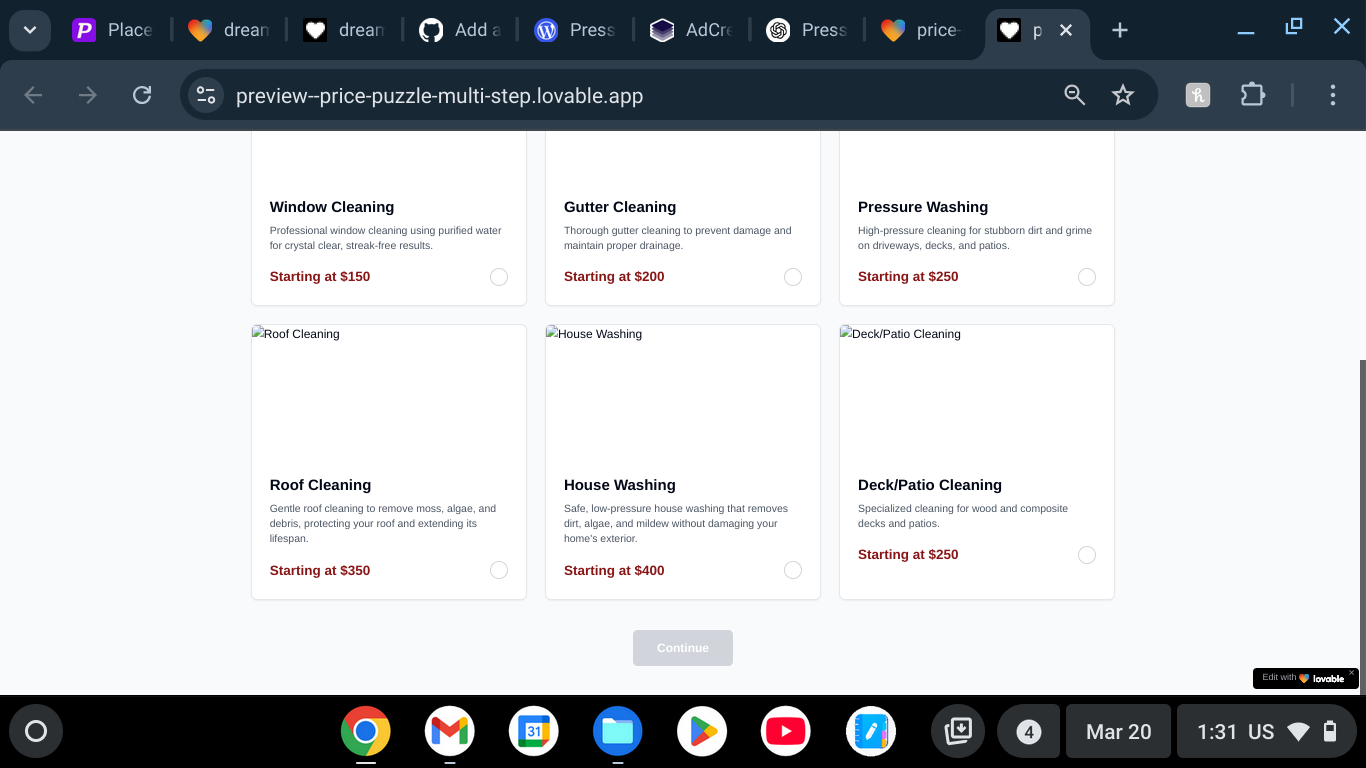 Place
dream
dream
Add a
Press
AdCre
Press
price-
p
preview--price-puzzle-multi-step.lovable.app
Window Cleaning
Professional window cleaning using purified water
for crystal clear, streak-free results.
Starting at $150
Gutter Cleaning
Thorough gutter cleaning to prevent damage and
maintain proper drainage.
Starting at $200
Pressure Washing
High-pressure cleaning for stubborn dirt and grime
on driveways, decks, and patios.
Starting at $250
Roof Cleaning
Roof Cleaning
Gentle roof cleaning to remove moss, algae, and
debris, protecting your roof and extending its
lifespan.
Starting at $350
House Washing
House Washing
Safe, low-pressure house washing that removes
dirt, algae, and mildew without damaging your
home's exterior.
Starting at $400
Deck/Patio Cleaning
Deck/Patio Cleaning
Specialized cleaning for wood and composite
decks and patios.
Starting at $250
Continue
Edit with lovable
31
4
Mar 20
1:31 US